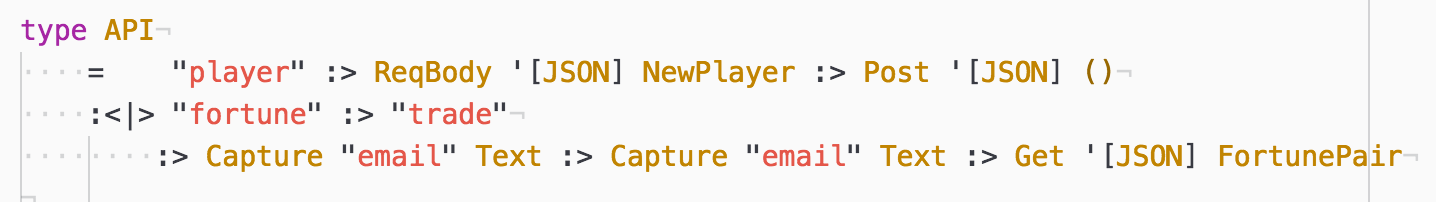 type API¬
····=    "player" :> ReqBody '[JSON] NewPlayer :> Post '[JSON] ()¬
····:<|> "fortune" :> "trade"¬
········:> Capture "email" Text :> Capture "email" Text :> Get '[JSON] FortunePair¬
¬